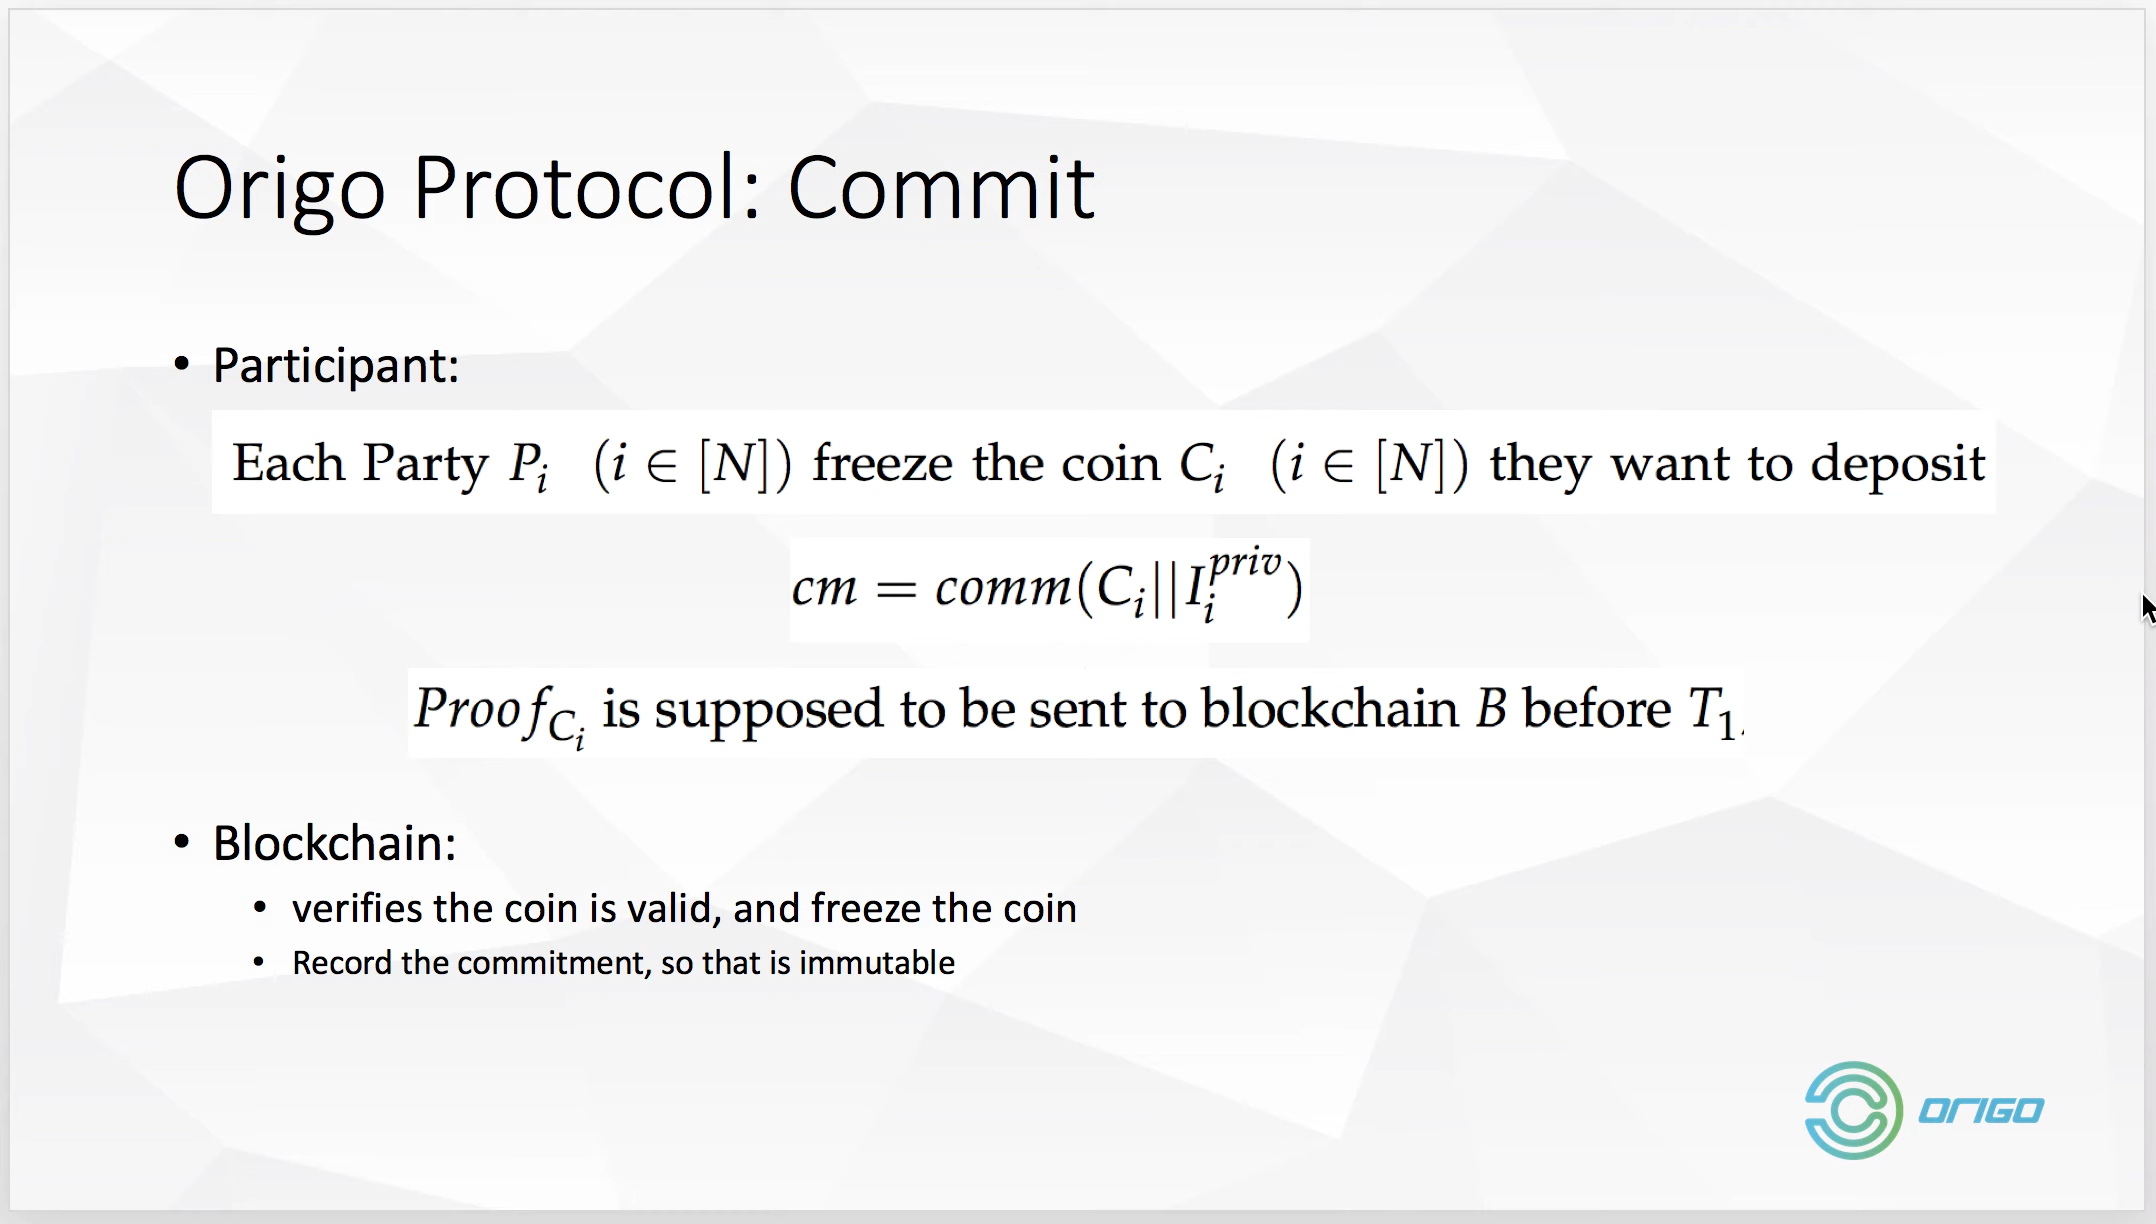 Origo Protocol: Commit
• Participant:
Each Party P_i (i ∈ [N]) freeze the coin C_i (i ∈ [N]) they want to deposit
cm = comm(C_i||I_i^{priv})
Proof_{C_i} is supposed to be sent to blockchain B before T_1,
• Blockchain:
• verifies the coin is valid, and freeze the coin
• Record the commitment, so that is immutable
ORIGO